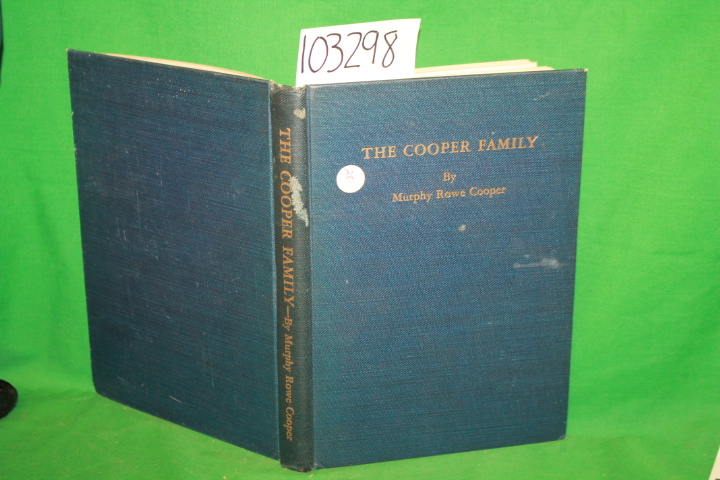 103298
THE COOPER FAMILY
By
Murphy Rowe Cooper
THE COOPER FAMILY—By Murphy Rowe Cooper